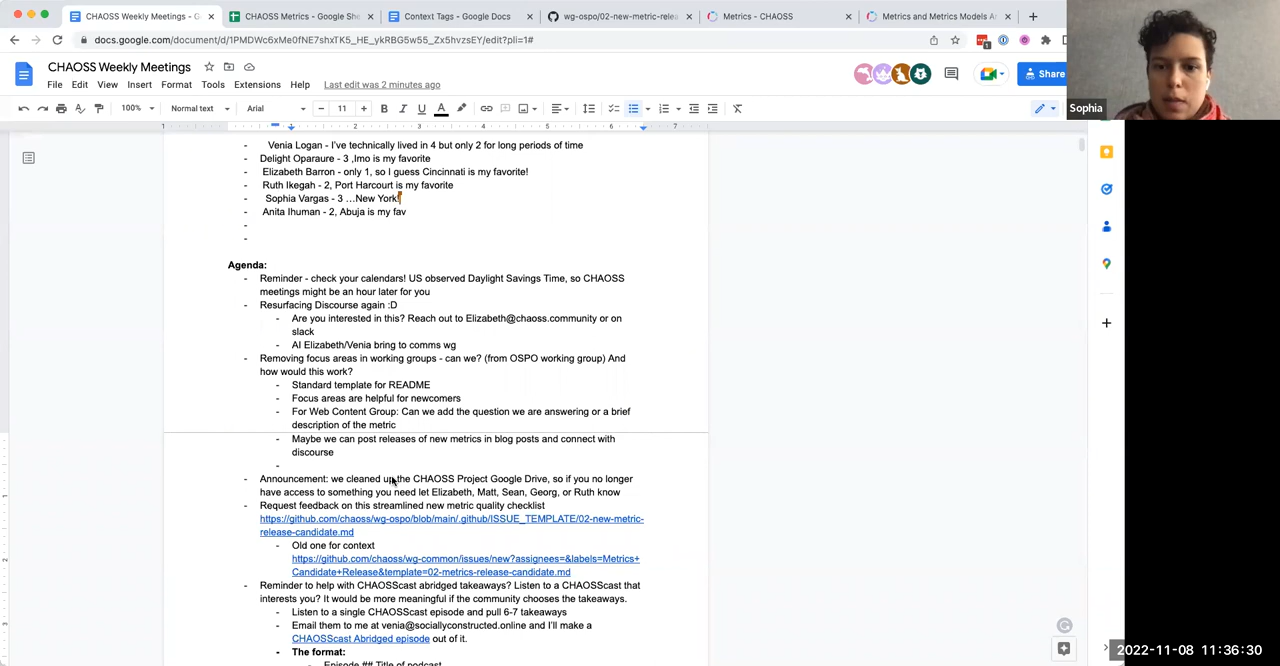 CHAOSS Weekly Meetings - G
CHAOSS Metrics - Google She
Context Tags - Google Docs
wg-ospo/02-new-metric-relea
Metrics - CHAOSS
Metrics and Metrics Models A
docs.google.com/document/d/1PMDWc6xMe0fNE7shxTK5_HE_ykRBG5w55_Zx5hvzsEY/edit?pli=1#
CHAOSS Weekly Meetings
File Edit View Insert Format Tools Extensions Help Last edit was 2 minutes ago
Share
Sophia
100% Normal text Arial 11
1 2 3 4 5 6 7
- Venia Logan - I've technically lived in 4 but only 2 for long periods of time
- Delight Oparaure - 3 ,Imo is my favorite
- Elizabeth Barron - only 1, so I guess Cincinnati is my favorite!
- Ruth Ikegah - 2, Port Harcourt is my favorite
- Sophia Vargas - 3 …New York!
- Anita Ihuman - 2, Abuja is my fav
-
-
Agenda:
- Reminder - check your calendars! US observed Daylight Savings Time, so CHAOSS
meetings might be an hour later for you
- Resurfacing Discourse again :D
- Are you interested in this? Reach out to Elizabeth@chaoss.community or on
slack
- AI Elizabeth/Venia bring to comms wg
- Removing focus areas in working groups - can we? (from OSPO working group) And
how would this work?
- Standard template for README
- Focus areas are helpful for newcomers
- For Web Content Group: Can we add the question we are answering or a brief
description of the metric
- Maybe we can post releases of new metrics in blog posts and connect with
discourse
-
- Announcement: we cleaned up the CHAOSS Project Google Drive, so if you no longer
have access to something you need let Elizabeth, Matt, Sean, Georg, or Ruth know
- Request feedback on this streamlined new metric quality checklist
https://github.com/chaoss/wg-ospo/blob/main/.github/ISSUE_TEMPLATE/02-new-metric-
release-candidate.md
- Old one for context
https://github.com/chaoss/wg-common/issues/new?assignees=&labels=Metrics+
Candidate+Release&template=02-metrics-release-candidate.md
- Reminder to help with CHAOSScast abridged takeaways? Listen to a CHAOSScast that
interests you? It would be more meaningful if the community chooses the takeaways.
- Listen to a single CHAOSScast episode and pull 6-7 takeaways
- Email them to me at venia@sociallyconstructed.online and I'll make a
CHAOSScast Abridged episode out of it.
- The format:
- Episode ## Title of podcast
2022-11-08 11:36:30